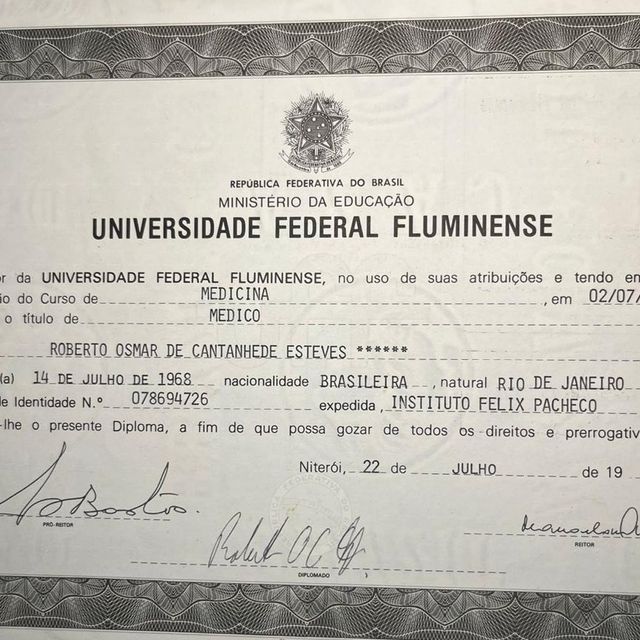 REPÚBLICA FEDERATIVA DO BRASIL
MINISTÉRIO DA EDUCAÇÃO
UNIVERSIDADE FEDERAL FLUMINENSE
or da UNIVERSIDADE FEDERAL FLUMINENSE, no uso de suas atribuições e tendo em
ão do Curso de MEDICINA, em 02/07/
o título de MEDICO
ROBERTO OSMAR DE CANTANHEDE ESTEVES ******
(a) 14 DE JULHO DE 1968 nacionalidade BRASILEIRA, natural RIO DE JANEIRO
de Identidade N.º 078694726 expedida, INSTITUTO FELIX PACHECO
-lhe o presente Diploma, a fim de que possa gozar de todos os direitos e prerrogativ
Niterói, 22 de JULHO de 19
PRÓ-REITOR
REITOR
DIPLOMADO )